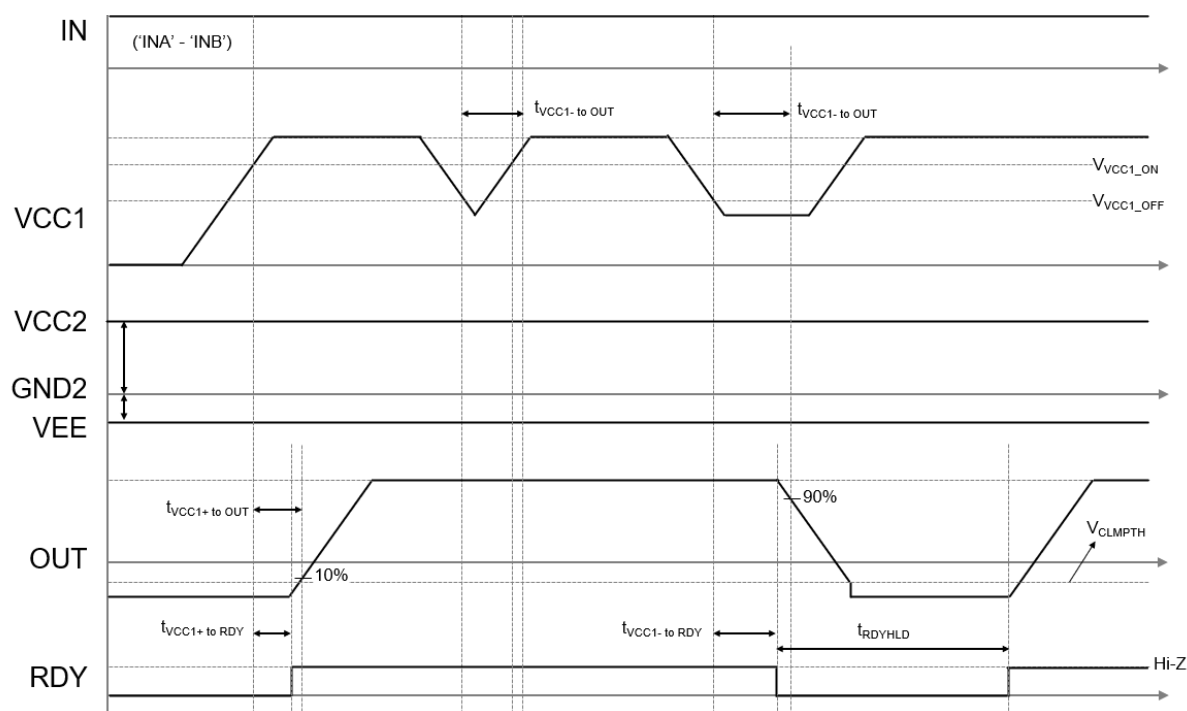 IN
('INA' - 'INB')
tVCC1- to OUT
tVCC1- to OUT
VVCC1_ON
VCC1
VVCC1_OFF
VCC2
GND2
VEE
90%
tVCC1+ to OUT
VCLMPTH
OUT
10%
tVCC1+ to RDY
tVCC1- to RDY
tRDYHLD
Hi-Z
RDY